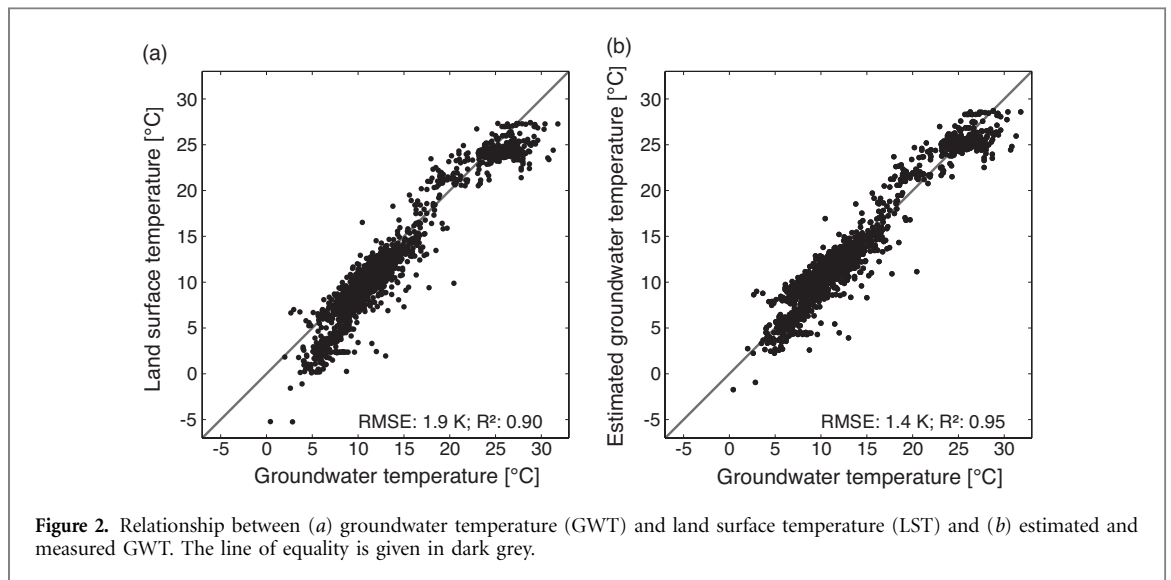 (a)
Land surface temperature [°C]
30
25
20
15
10
5
0
-5
RMSE: 1.9 K; R²: 0.90
-5 0 5 10 15 20 25 30
Groundwater temperature [°C]
(b)
Estimated groundwater temperature [°C]
30
25
20
15
10
5
0
-5
RMSE: 1.4 K; R²: 0.95
-5 0 5 10 15 20 25 30
Groundwater temperature [°C]
Figure 2. Relationship between (a) groundwater temperature (GWT) and land surface temperature (LST) and (b) estimated and
measured GWT. The line of equality is given in dark grey.